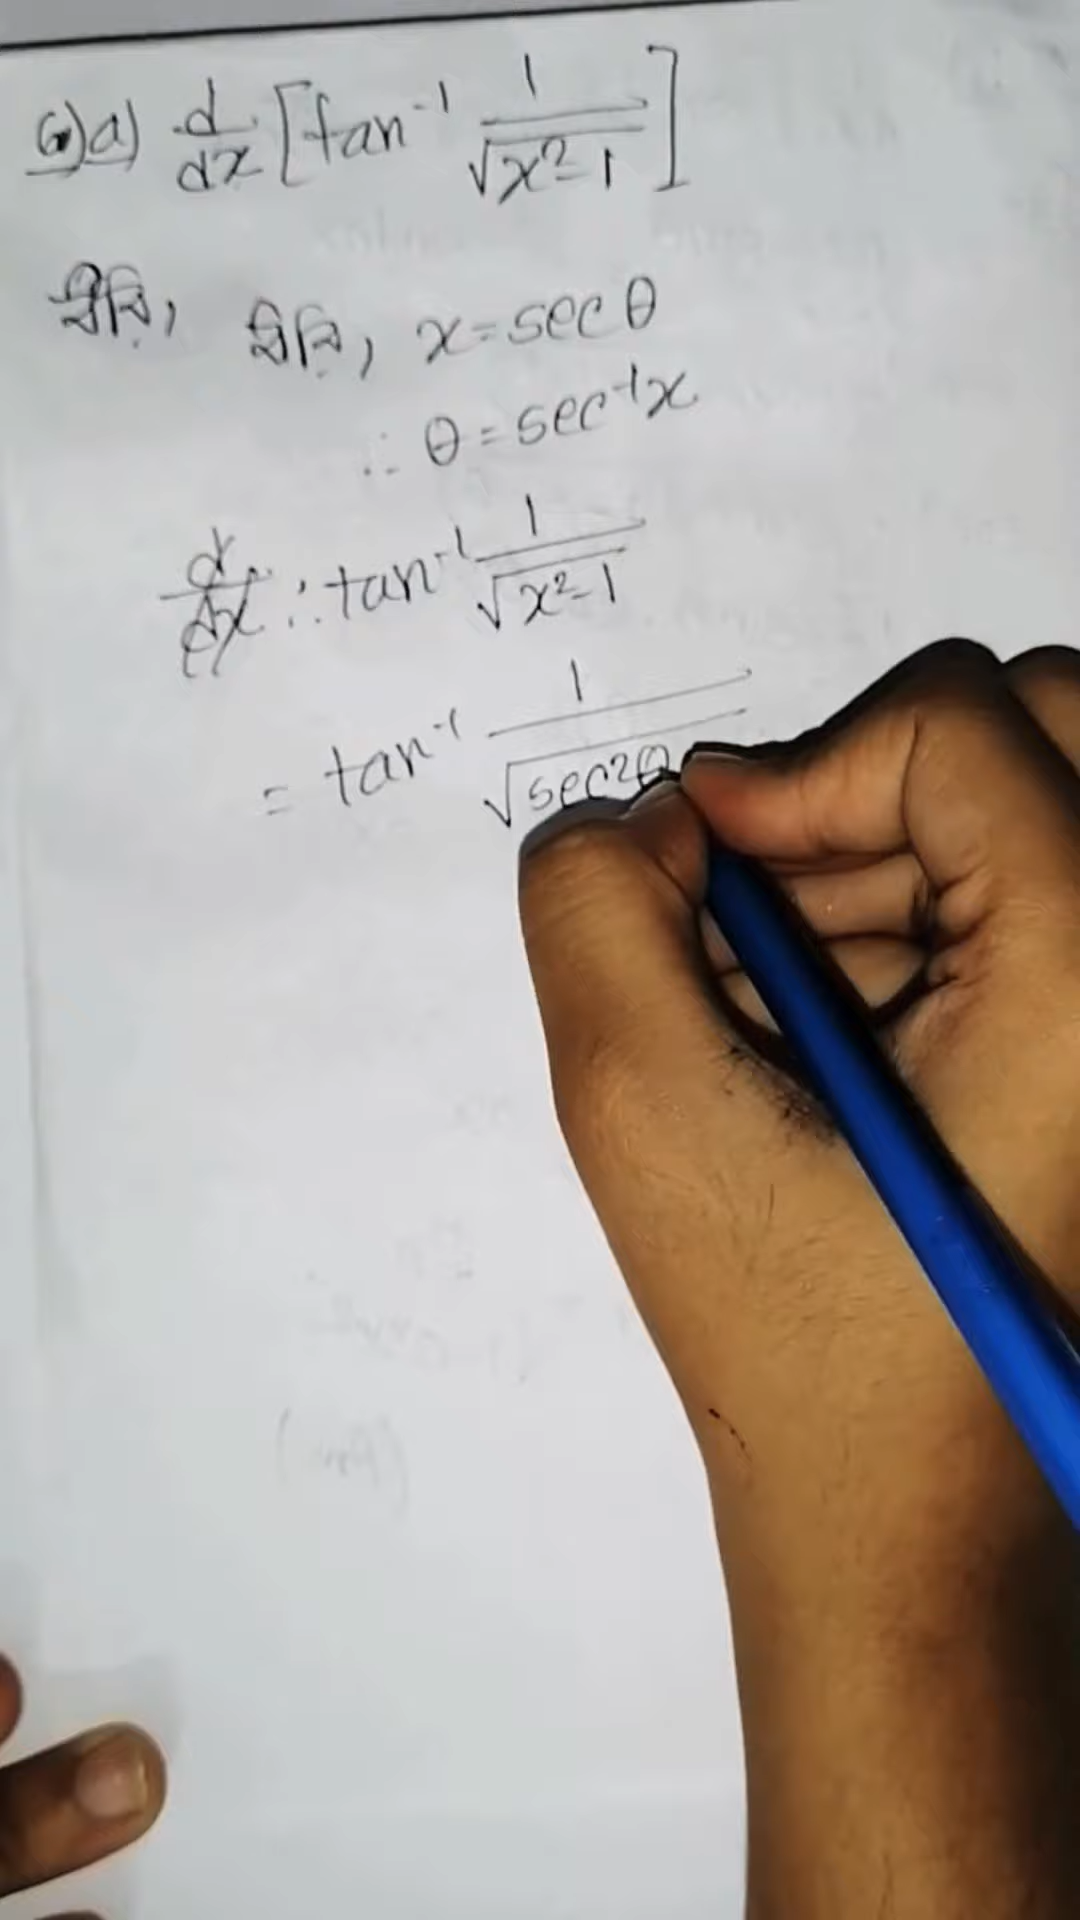 6)a) d/dx [tan⁻¹ 1/√x²-1]
ধরি, ধরি, x=secθ
∴ θ=sec⁻¹x
d/dx ∴ tan⁻¹ 1/√x²-1
= tan⁻¹ 1/√sec²θ